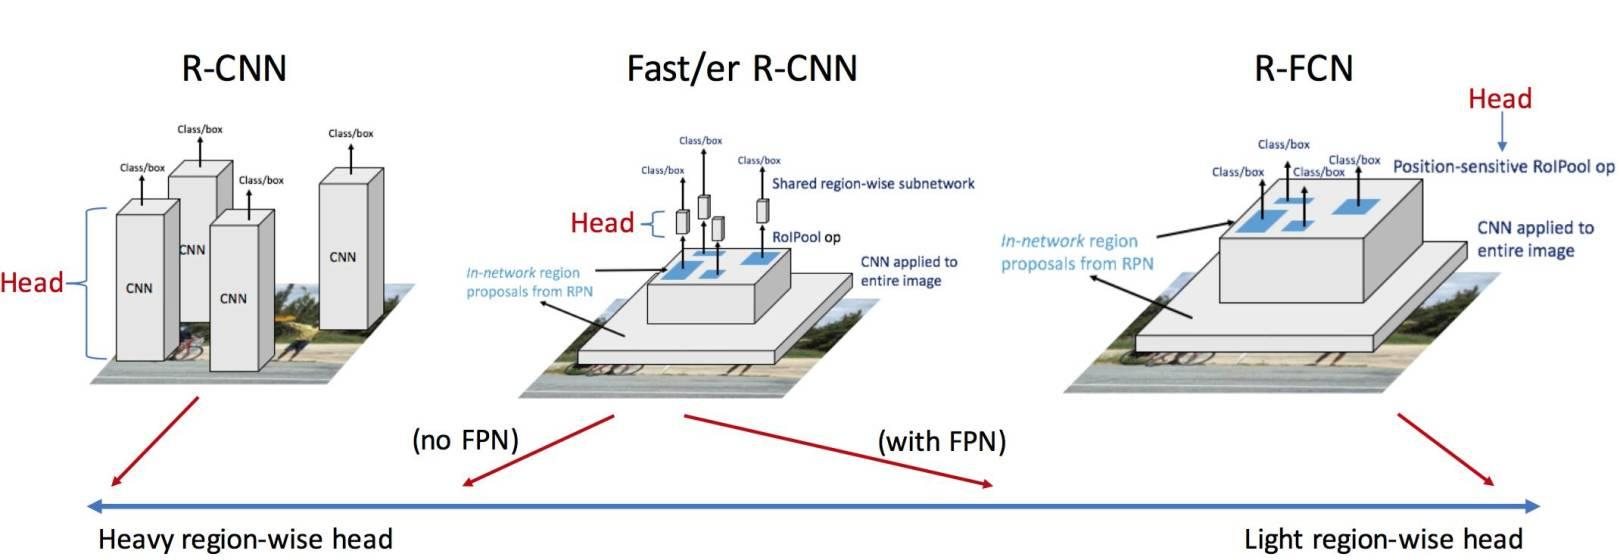 R-CNN
Class/box
Class/box
Class/box
Class/box
Head
CNN
CNN
CNN
CNN
Fast/er R-CNN
Class/box
Class/box
Class/box
Shared region-wise subnetwork
Head
RoIPool op
In-network region
proposals from RPN
CNN applied to
entire image
R-FCN
Head
Class/box
Class/box
Class/box
Class/box
Position-sensitive RoIPool op
In-network region
proposals from RPN
CNN applied to
entire image
(no FPN)
(with FPN)
Heavy region-wise head
Light region-wise head